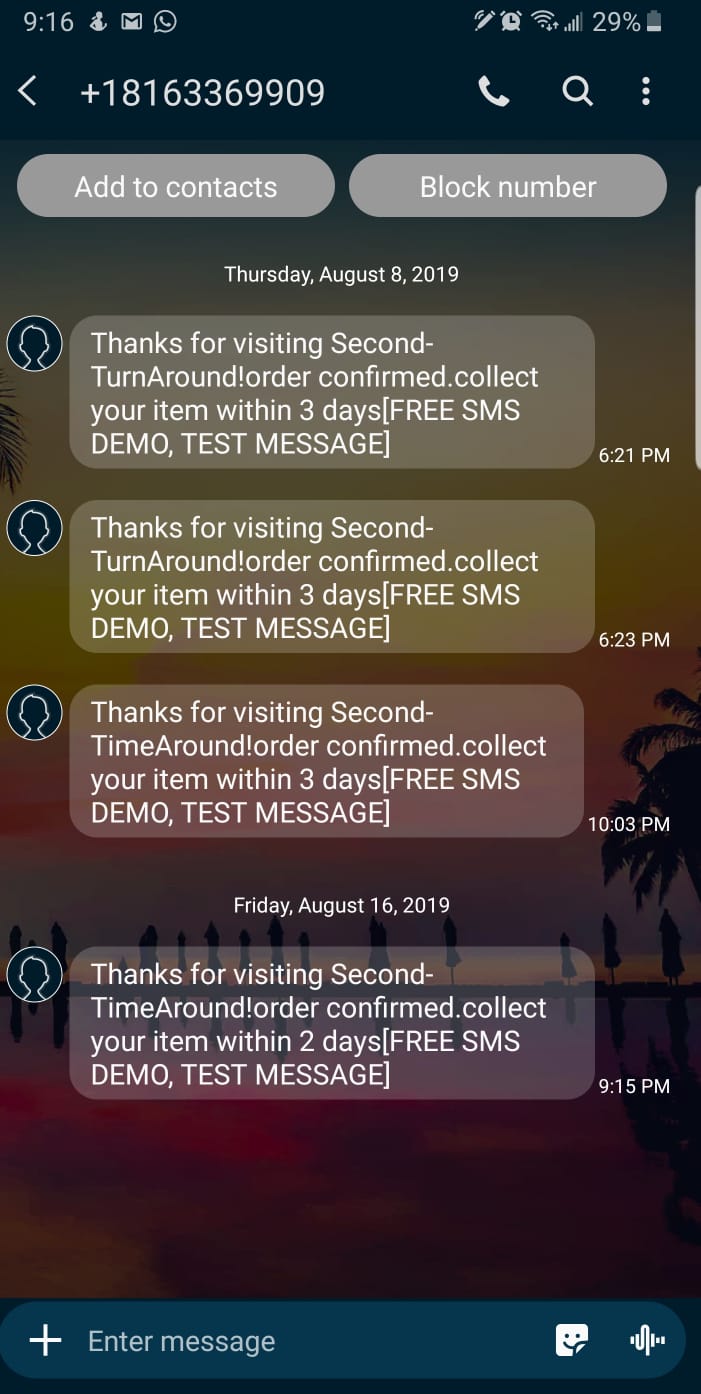 9:16 29%
+18163369909
Add to contacts Block number
Thursday, August 8, 2019
Thanks for visiting Second-
TurnAround!order confirmed.collect
your item within 3 days[FREE SMS
DEMO, TEST MESSAGE]
6:21 PM
Thanks for visiting Second-
TurnAround!order confirmed.collect
your item within 3 days[FREE SMS
DEMO, TEST MESSAGE]
6:23 PM
Thanks for visiting Second-
TimeAround!order confirmed.collect
your item within 3 days[FREE SMS
DEMO, TEST MESSAGE]
10:03 PM
Friday, August 16, 2019
Thanks for visiting Second-
TimeAround!order confirmed.collect
your item within 2 days[FREE SMS
DEMO, TEST MESSAGE]
9:15 PM
Enter message